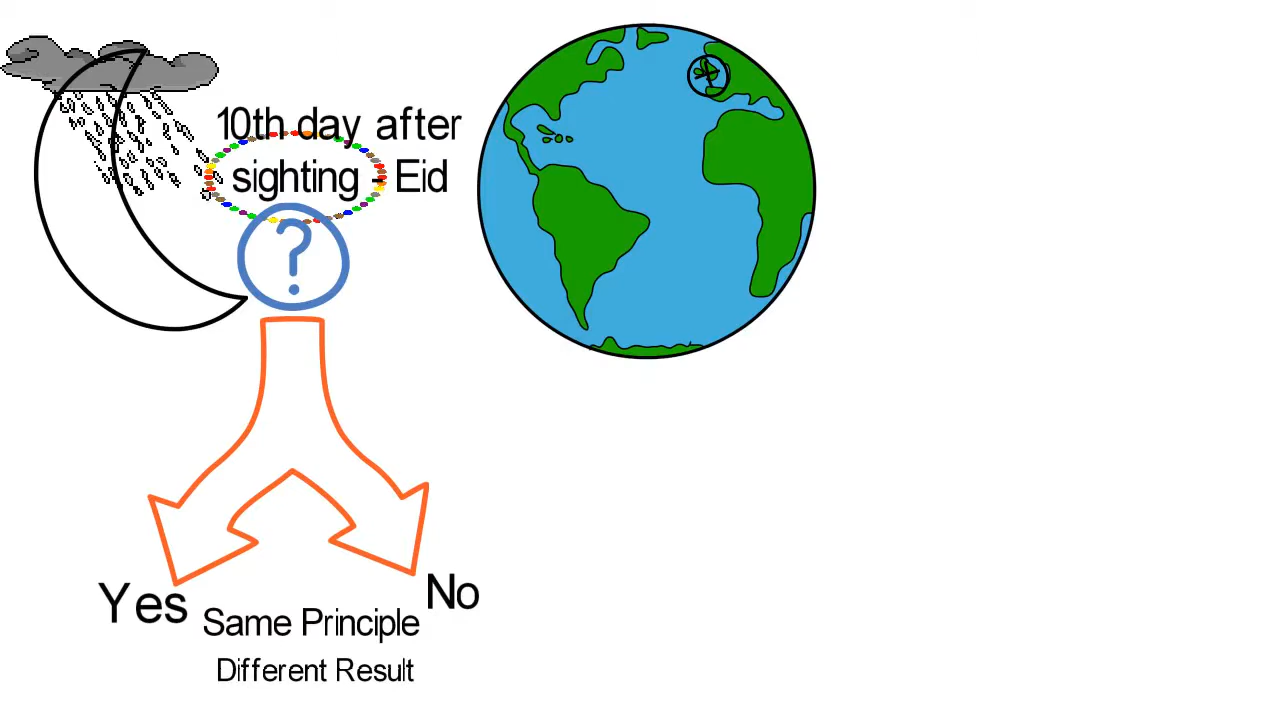 10th day after
sighting - Eid
?
Yes
No
Same Principle
Different Result